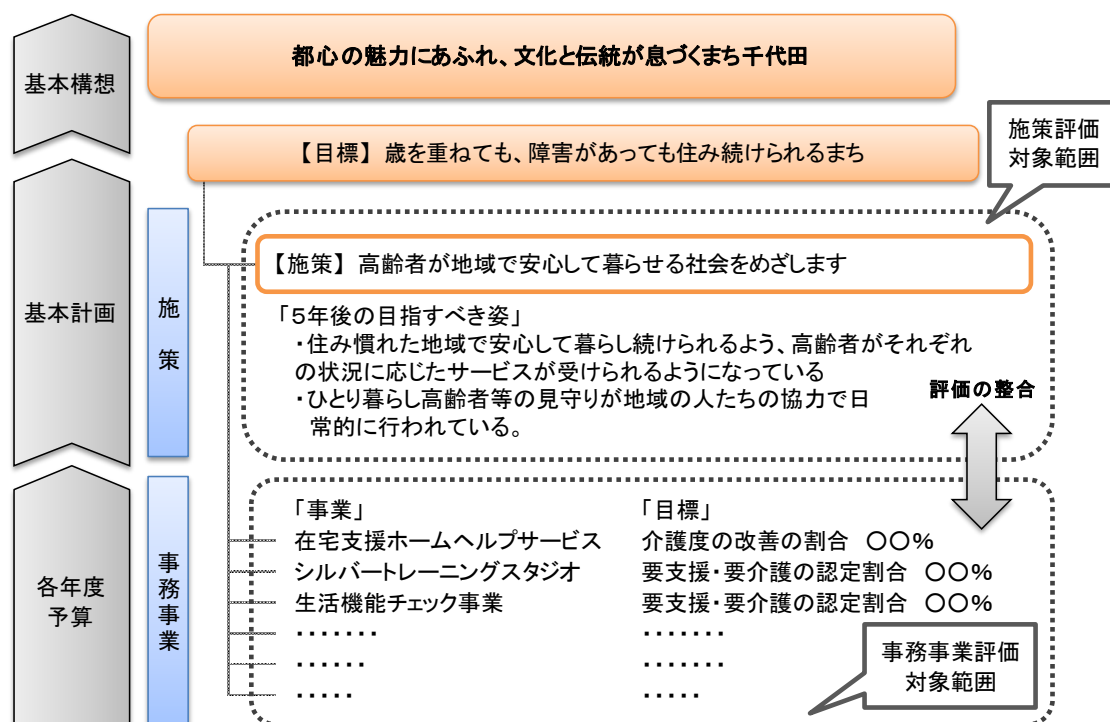 基本構想
都心の魅力にあふれ、文化と伝統が息づくまち千代田
【目標】 歳を重ねても、障害があっても住み続けられるまち
施策評価
対象範囲
基本計画
施
策
【施策】 高齢者が地域で安心して暮らせる社会をめざします
「5年後の目指すべき姿」
・住み慣れた地域で安心して暮らし続けられるよう、高齢者がそれぞれ
の状況に応じたサービスが受けられるようになっている
・ひとり暮らし高齢者等の見守りが地域の人たちの協力で日
常的に行われている。
評価の整合
各年度
予算
事
務
事
業
「事業」 「目標」
在宅支援ホームヘルプサービス 介護度の改善の割合 ○○%
シルバートレーニングスタジオ 要支援・要介護の認定割合 ○○%
生活機能チェック事業 要支援・要介護の認定割合 ○○%
・・・・・・・ ・・・・・・・
・・・・・・ ・・・・・・・
・・・・・ ・・・・・
事務事業評価
対象範囲